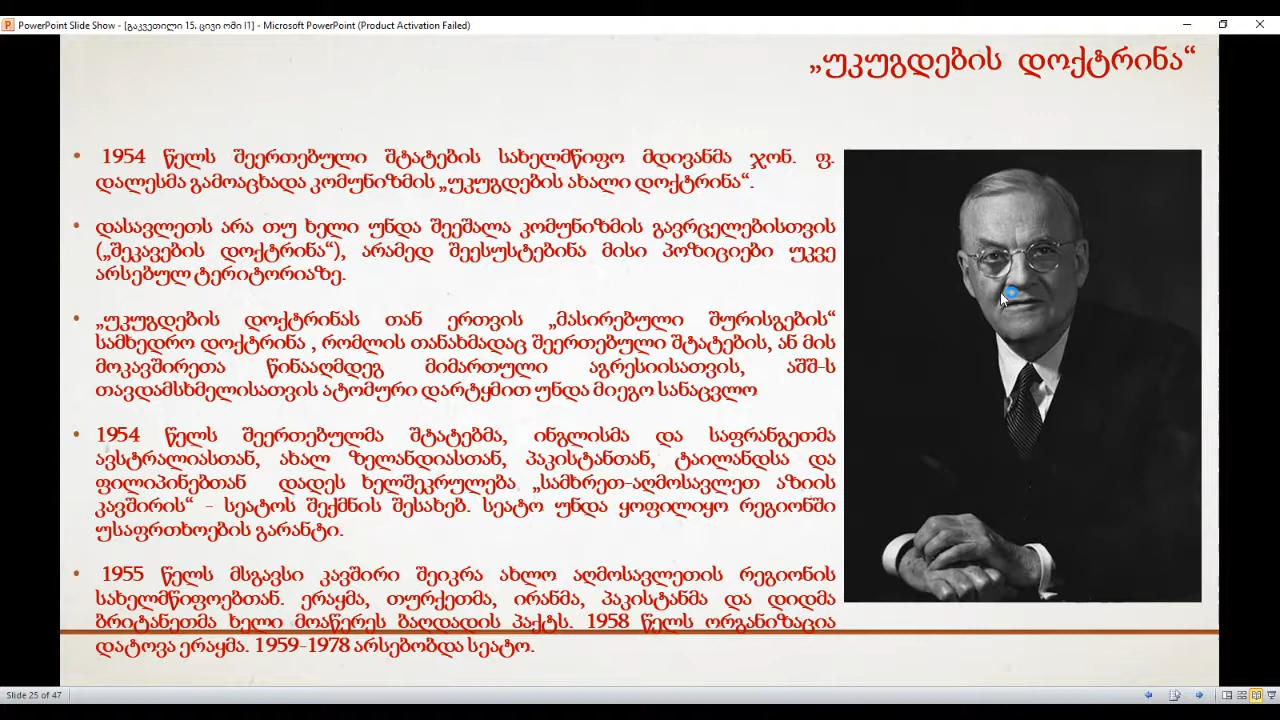 PowerPoint Slide Show - [გაკვეთილი 15. ცივი ომი I1] - Microsoft PowerPoint (Product Activation Failed)
„უკუგდების დოქტრინა“
• 1954 წელს შეერთებული შტატების სახელმწიფო მდივანმა ჯონ. ფ.
დალესმა გამოაცხადა კომუნიზმის „უკუგდების ახალი დოქტრინა“.
• დასავლეთს არა თუ ხელი უნდა შეეშალა კომუნიზმის გავრცელებისთვის
(„შეკავების დოქტრინა“), არამედ შეესუსტებინა მისი პოზიციები უკვე
არსებულ ტერიტორიაზე.
• „უკუგდების დოქტრინას თან ერთვის „მასირებული შურისგების“
სამხედრო დოქტრინა , რომლის თანახმადაც შეერთებული შტატების, ან მის
მოკავშირეთა წინააღმდეგ მიმართული აგრესიისათვის, აშშ-ს
თავდამსხმელისათვის ატომური დარტყმით უნდა მიეგო სანაცვლო
• 1954 წელს შეერთებულმა შტატებმა, ინგლისმა და საფრანგეთმა
ავსტრალიასთან, ახალ ზელანდიასთან, პაკისტანთან, ტაილანდსა და
ფილიპინებთან დადეს ხელშეკრულება „სამხრეთ-აღმოსავლეთ აზიის
კავშირის“ - სეატოს შექმნის შესახებ. სეატო უნდა ყოფილიყო რეგიონში
უსაფრთხოების გარანტი.
• 1955 წელს მსგავსი კავშირი შეიკრა ახლო აღმოსავლეთის რეგიონის
სახელმწიფოებთან. ერაყმა, თურქეთმა, ირანმა, პაკისტანმა და დიდმა
ბრიტანეთმა ხელი მოაწერეს ბაღდადის პაქტს. 1958 წელს ორგანიზაცია
დატოვა ერაყმა. 1959-1978 არსებობდა სეატო.
Slide 25 of 47